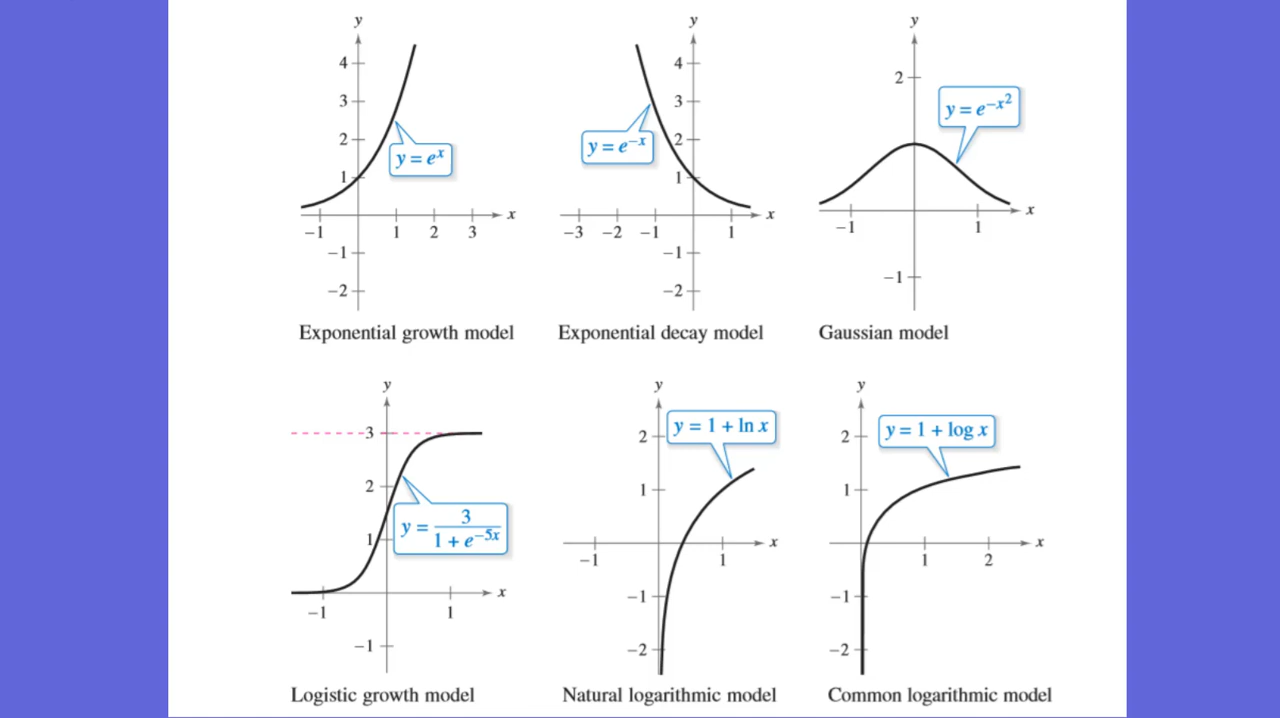 y
4
3
2
1
−1
−2
−1 1 2 3
x
y = e^x
Exponential growth model
y
4
3
2
1
−1
−2
−3 −2 −1 1
x
y = e^−x
Exponential decay model
y
2
−1
−1 1
x
y = e^−x^2
Gaussian model
y
3
2
1
−1
−1 1
x
y = 3 / (1 + e^−5x)
Logistic growth model
y
2
1
−1
−2
−1 1
x
y = 1 + ln x
Natural logarithmic model
y
2
1
−1
−2
1 2
x
y = 1 + log x
Common logarithmic model